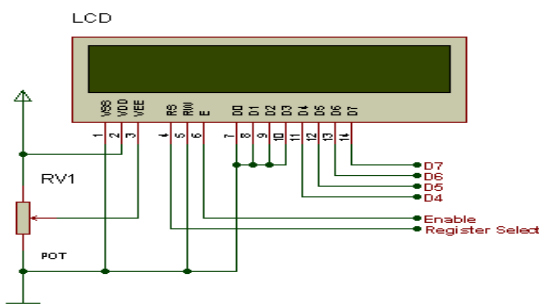 LCD
VSS
VDD
VEE
RS
RW
E
D0
D1
D2
D3
D4
D5
D6
D7
1
2
3
4
5
6
7
8
9
10
11
12
13
14
D7
D6
D5
D4
Enable
Register Select
RV1
POT